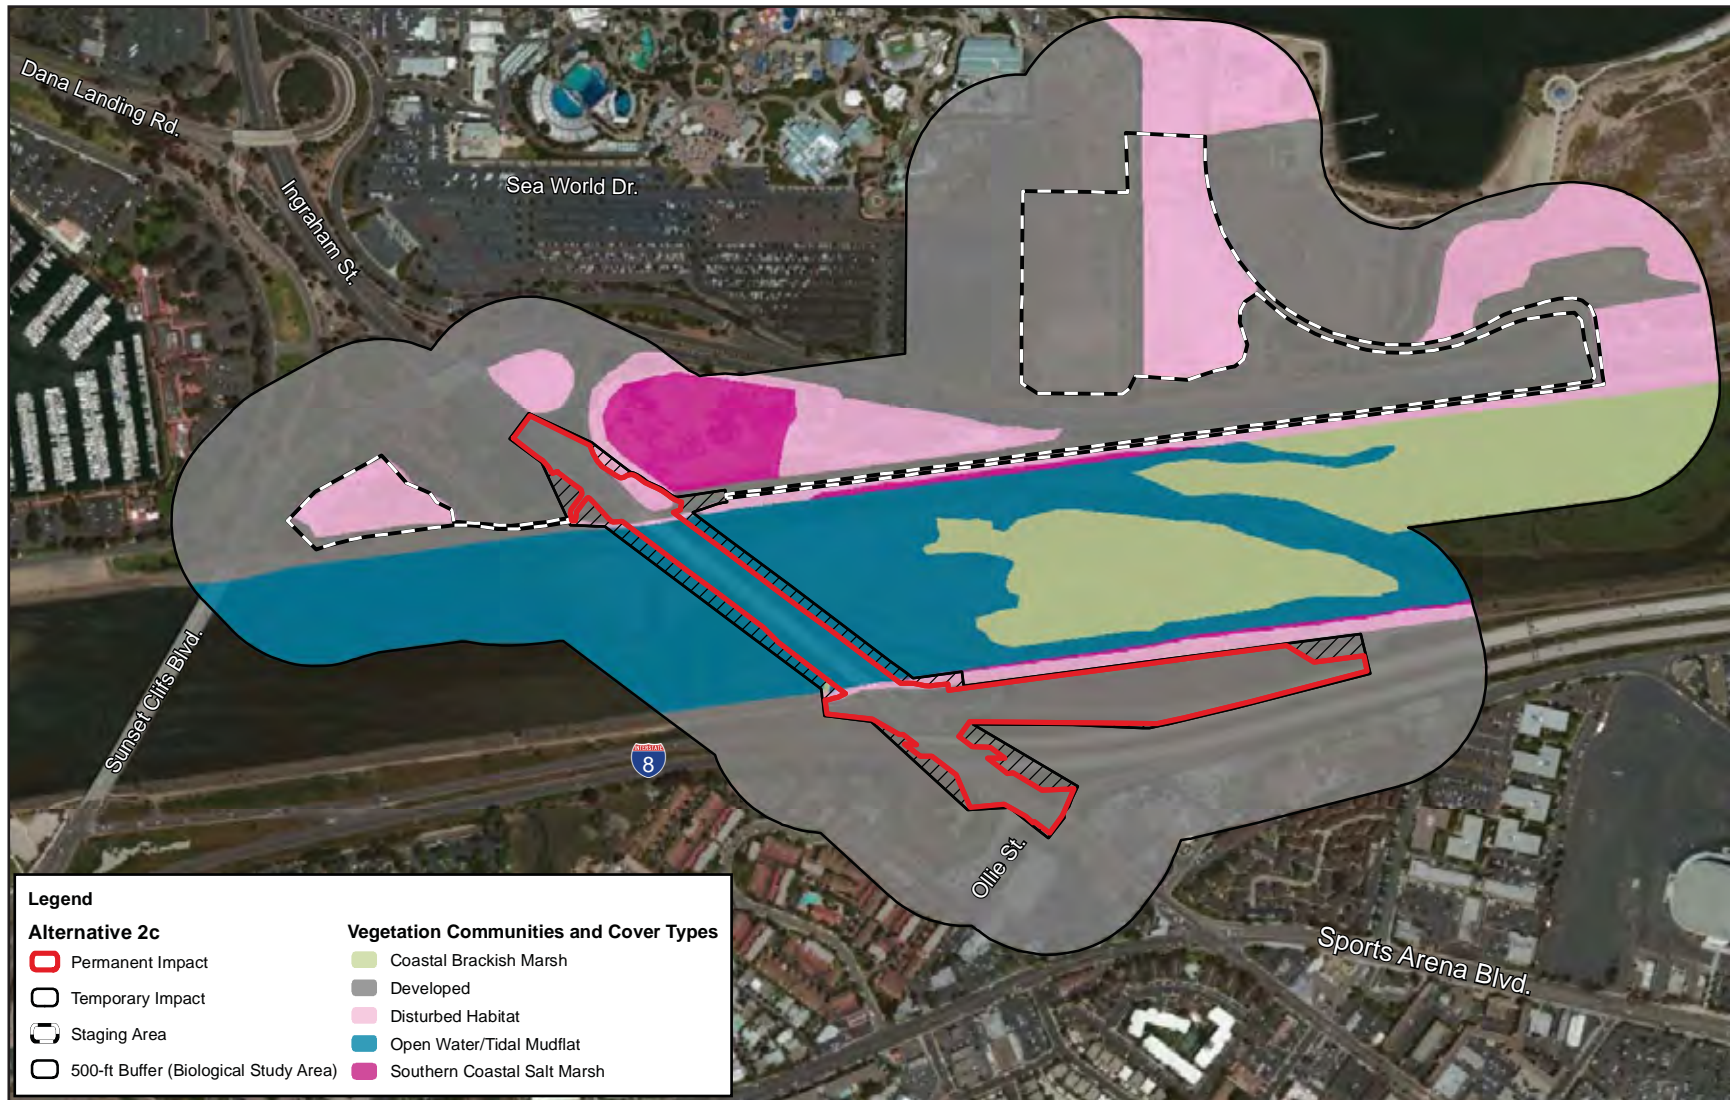 Dana Landing Rd.
Ingraham St.
Sea World Dr.
Sunset Clifs Blvd.
INTERSTATE
8
Ollie St.
Sports Arena Blvd.
Legend
Alternative 2c
Permanent Impact
Temporary Impact
Staging Area
500-ft Buffer (Biological Study Area)
Vegetation Communities and Cover Types
Coastal Brackish Marsh
Developed
Disturbed Habitat
Open Water/Tidal Mudflat
Southern Coastal Salt Marsh